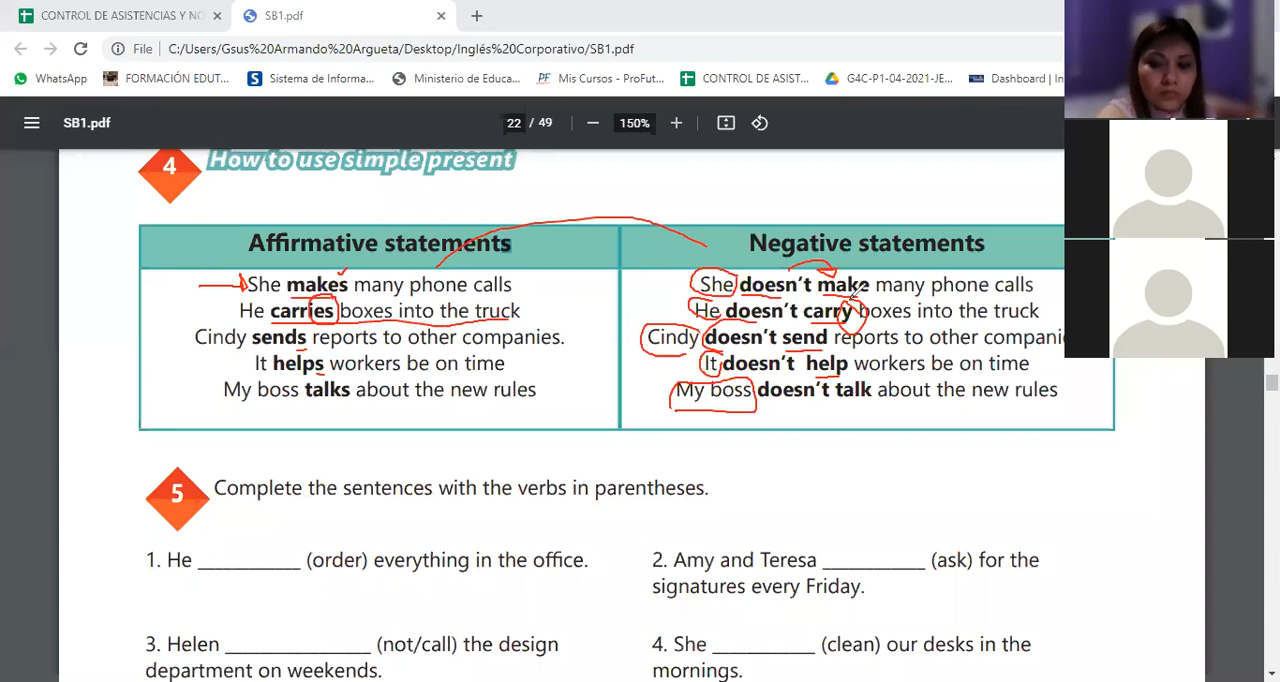 CONTROL DE ASISTENCIAS Y NO
SB1.pdf
File
C:/Users/Gsus%20Armando%20Argueta/Desktop/Inglés%20Corporativo/SB1.pdf
WhatsApp
FORMACIÓN EDUT...
Sistema de Informa...
Ministerio de Educa...
Mis Cursos - ProFut...
CONTROL DE ASIST...
G4C-P1-04-2021-JE...
Dashboard | In
SB1.pdf
22 / 49
150%
4
How to use simple present
Affirmative statements
She makes many phone calls
He carries boxes into the truck
Cindy sends reports to other companies.
It helps workers be on time
My boss talks about the new rules
Negative statements
She doesn't make many phone calls
He doesn't carry boxes into the truck
Cindy doesn't send reports to other companie
It doesn't help workers be on time
My boss doesn't talk about the new rules
5
Complete the sentences with the verbs in parentheses.
1. He ___________ (order) everything in the office.
2. Amy and Teresa ___________ (ask) for the
signatures every Friday.
3. Helen ________________ (not/call) the design
department on weekends.
4. She ___________ (clean) our desks in the
mornings.